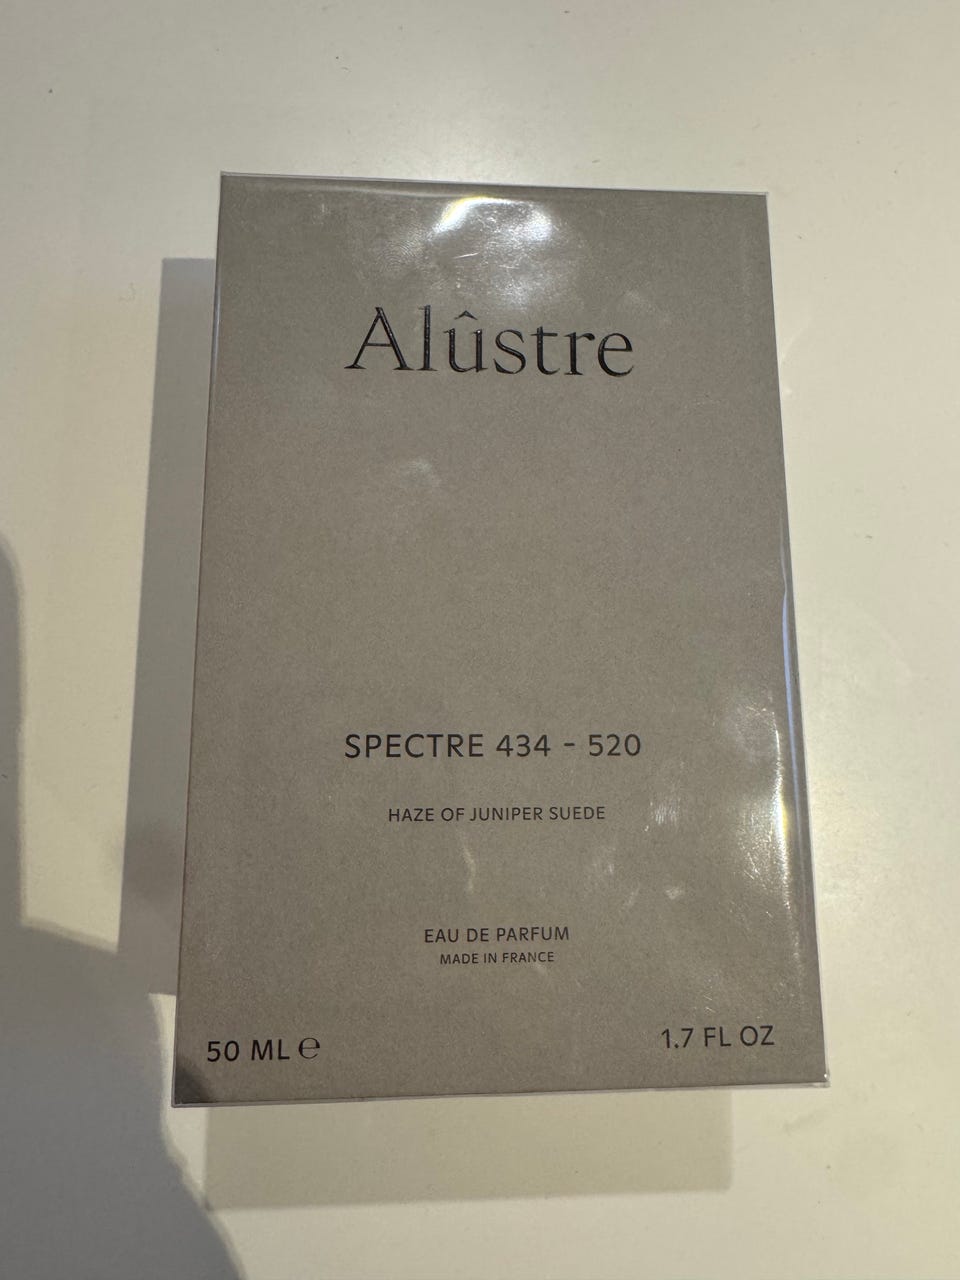 Alûstre
SPECTRE 434 - 520
HAZE OF JUNIPER SUEDE
EAU DE PARFUM
MADE IN FRANCE
50 ML ℮
1.7 FL OZ